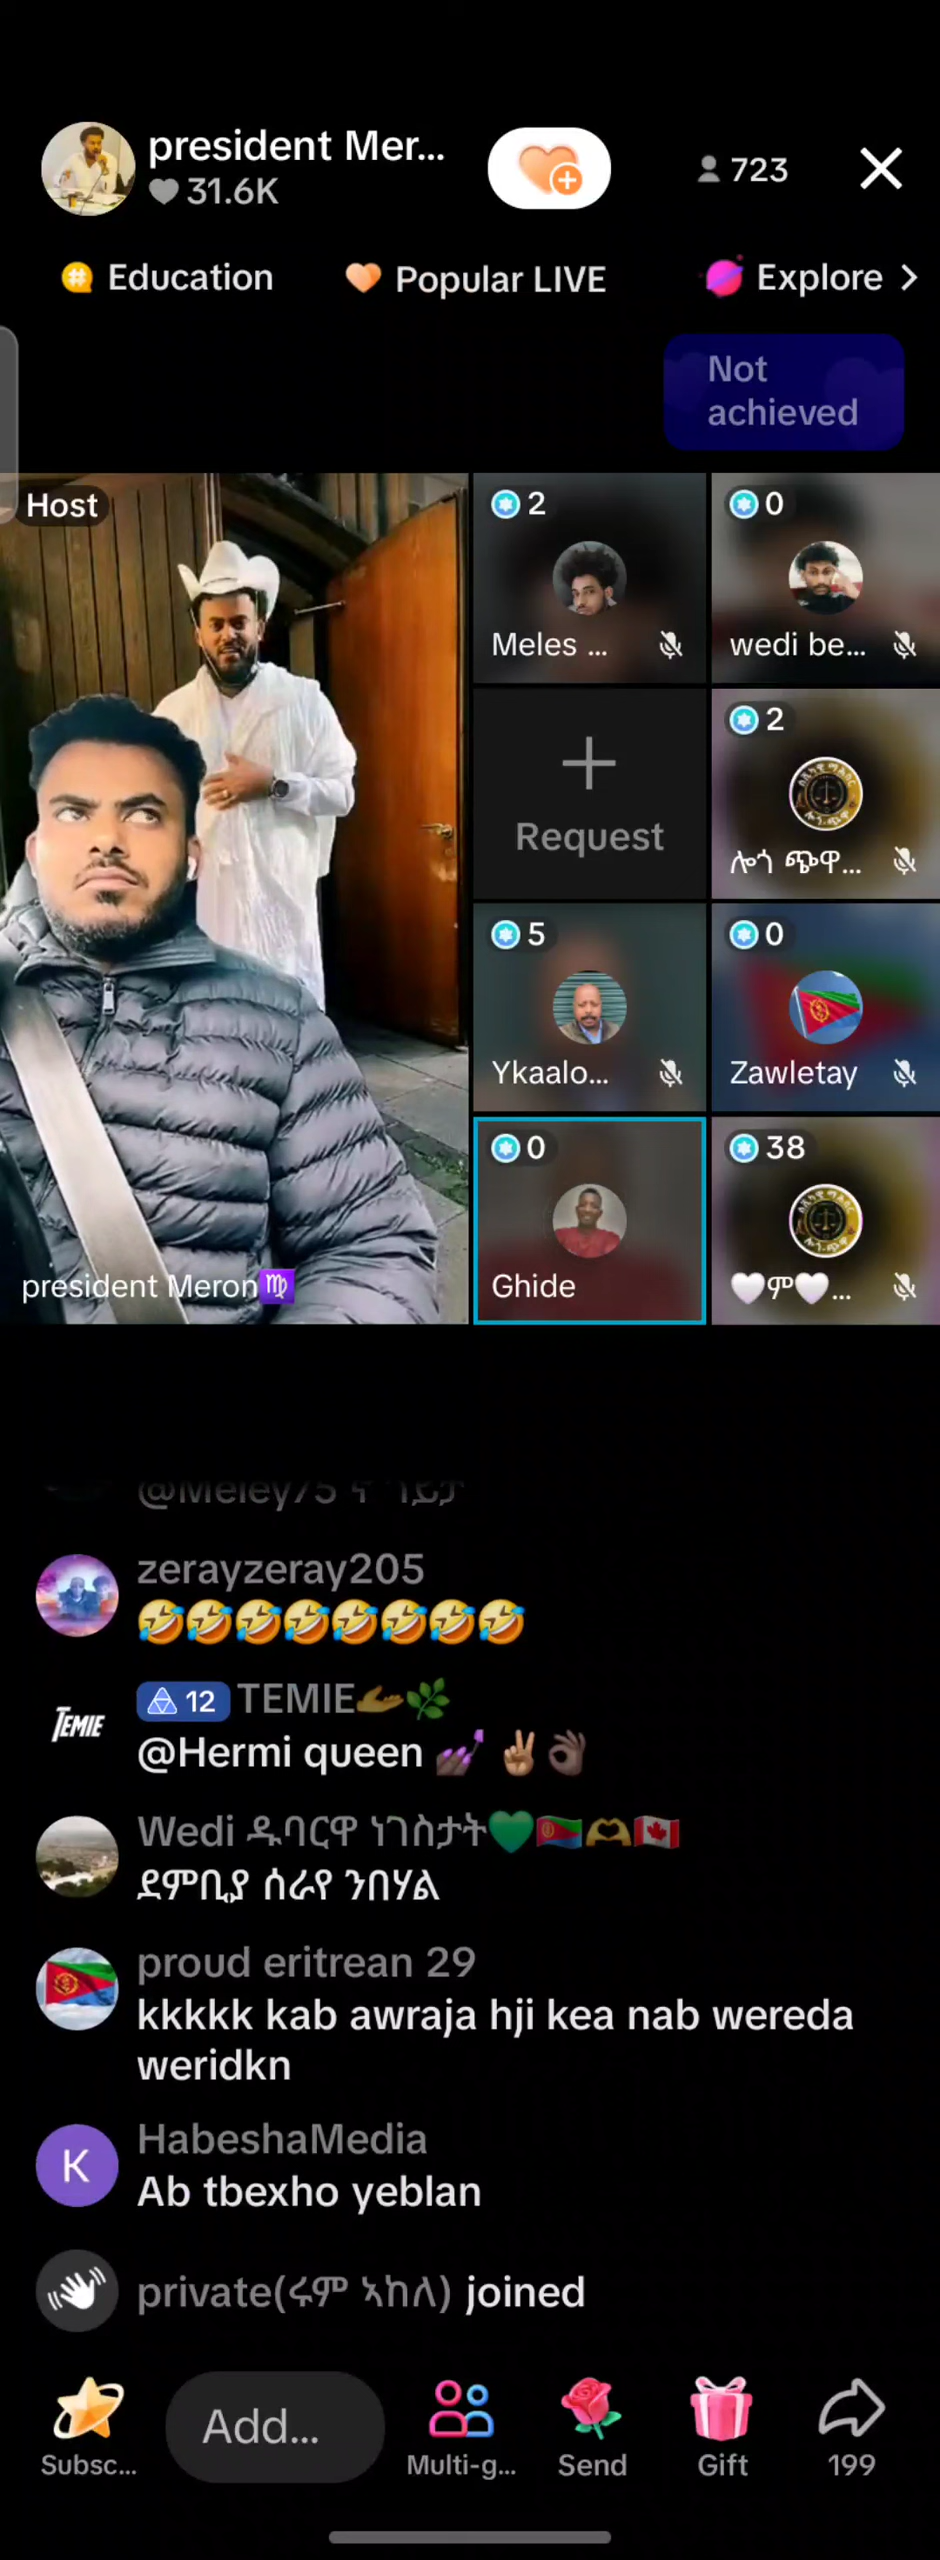 president Mer...
31.6K
723
Education
Popular LIVE
Explore
Not
achieved
Host
2
Meles ...
0
wedi be...
Request
2
ሎጎ ጭዋ...
5
Ykaalo...
0
Zawletay
0
Ghide
38
🤍ም🤍...
president Meron♍
@Meley75
zerayzeray205
🤣🤣🤣🤣🤣🤣🤣🤣
12 TEMIE🫴🌿
@Hermi queen 💅🏾 ✌🏽👌🏾
Wedi ዱባርዋ ነገስታት💚🇪🇷🫶🇨🇦
ደምቢያ ሰራየ ንበሃል
proud eritrean 29
kkkkk kab awraja hji kea nab wereda
weridkn
HabeshaMedia
K
Ab tbexho yeblan
private(ሩም ኣከለ) joined
Add...
Subsc...
Multi-g...
Send
Gift
199
TEMIE